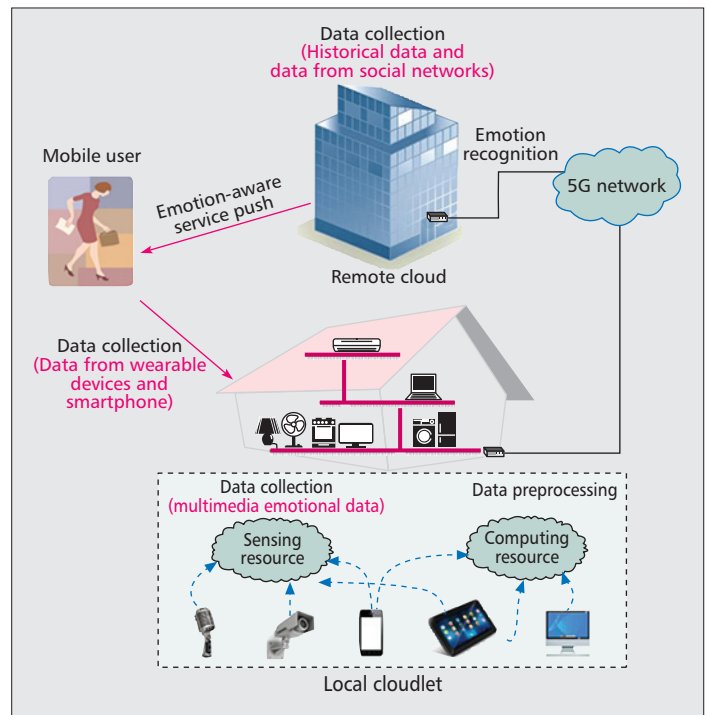 Data collection
(Historical data and
data from social networks)
Emotion
recognition
Mobile user
5G network
Emotion-aware
service push
Remote cloud
Data collection
(Data from wearable
devices and
smartphone)
Data collection
(multimedia emotional data)
Data preprocessing
Sensing
resource
Computing
resource
Local cloudlet